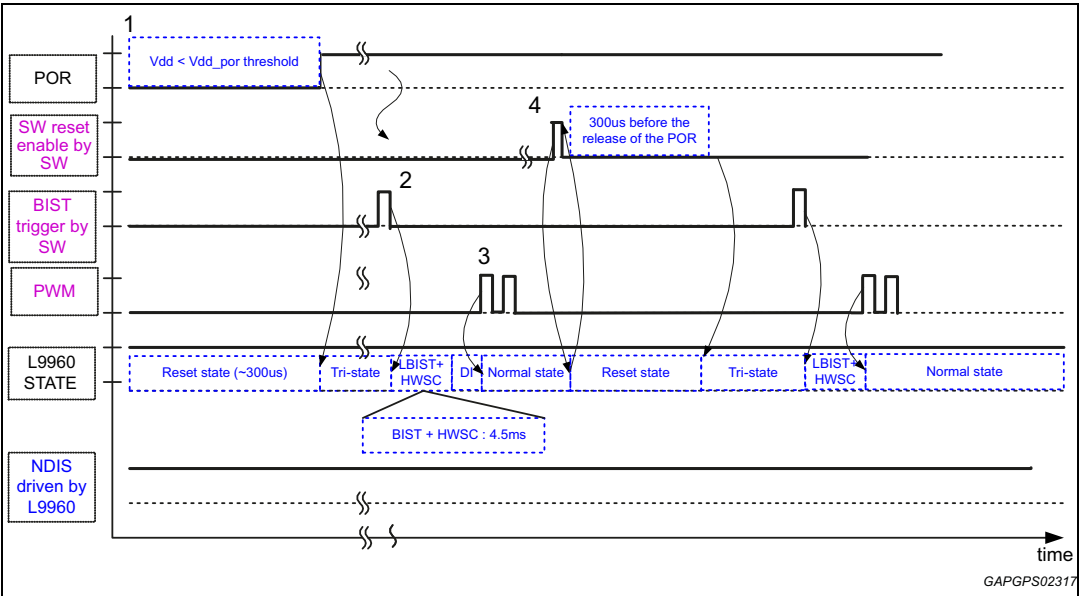 1
POR
Vdd < Vdd_por threshold
SW reset
enable by
SW
4
300us before the
release of the POR
BIST
trigger by
SW
2
PWM
3
L9960
STATE
Reset state (~300us)
Tri-state
LBIST+
HWSC
DI
Normal state
Reset state
Tri-state
LBIST+
HWSC
Normal state
BIST + HWSC : 4.5ms
NDIS
driven by
L9960
time
GAPGPS02317